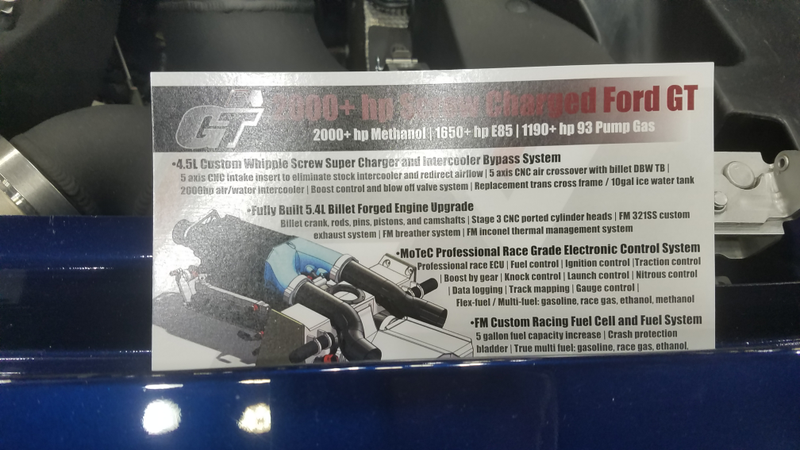 GT
2000+ hp Screw Charged Ford GT
2000+ hp Methanol | 1650+ hp E85 | 1190+ hp 93 Pump Gas
•4.5L Custom Whipple Screw Super Charger and Intercooler Bypass System
5 axis CNC intake insert to eliminate stock intercooler and redirect airflow | 5 axis CNC air crossover with billet DBW TB |
2000hp air/water intercooler | Boost control and blow off valve system | Replacement trans cross frame / 10gal ice water tank
•Fully Built 5.4L Billet Forged Engine Upgrade
Billet crank, rods, pins, pistons, and camshafts | Stage 3 CNC ported cylinder heads | FM 321SS custom
exhaust system | FM breather system | FM inconel thermal management system
•MoTeC Professional Race Grade Electronic Control System
Professional race ECU | Fuel control | Ignition control |Traction control
| Boost by gear | Knock control | Launch control | Nitrous control
| Data logging | Track mapping | Gauge control |
Flex-fuel / Multi-fuel: gasoline, race gas, ethanol, methanol
•FM Custom Racing Fuel Cell and Fuel System
5 gallon fuel capacity increase | Crash protection
bladder | True multi fuel: gasoline, race gas, ethanol,